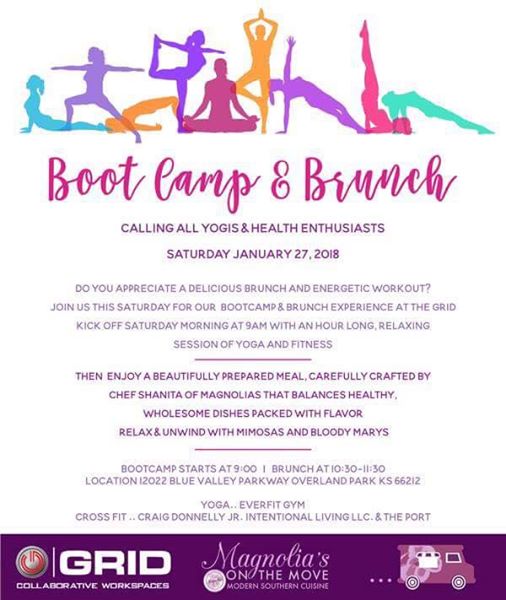 Boot Camp & Brunch
CALLING ALL YOGIS & HEALTH ENTHUSIASTS
SATURDAY JANUARY 27, 2018
DO YOU APPRECIATE A DELICIOUS BRUNCH AND ENERGETIC WORKOUT?
JOIN US THIS SATURDAY FOR OUR BOOTCAMP & BRUNCH EXPERIENCE AT THE GRID
KICK OFF SATURDAY MORNING AT 9AM WITH AN HOUR LONG, RELAXING
SESSION OF YOGA AND FITNESS
THEN ENJOY A BEAUTIFULLY PREPARED MEAL, CAREFULLY CRAFTED BY
CHEF SHANITA OF MAGNOLIAS THAT BALANCES HEALTHY,
WHOLESOME DISHES PACKED WITH FLAVOR
RELAX & UNWIND WITH MIMOSAS AND BLOODY MARYS
BOOTCAMP STARTS AT 9:00 | BRUNCH AT 10:30-11:30
LOCATION 12022 BLUE VALLEY PARKWAY OVERLAND PARK KS 66212
YOGA.. EVERFIT GYM
CROSS FIT .. CRAIG DONNELLY JR. INTENTIONAL LIVING LLC. & THE PORT
GRID
COLLABORATIVE WORKSPACES
Magnolia's
ON THE MOVE
MODERN SOUTHERN CUISINE